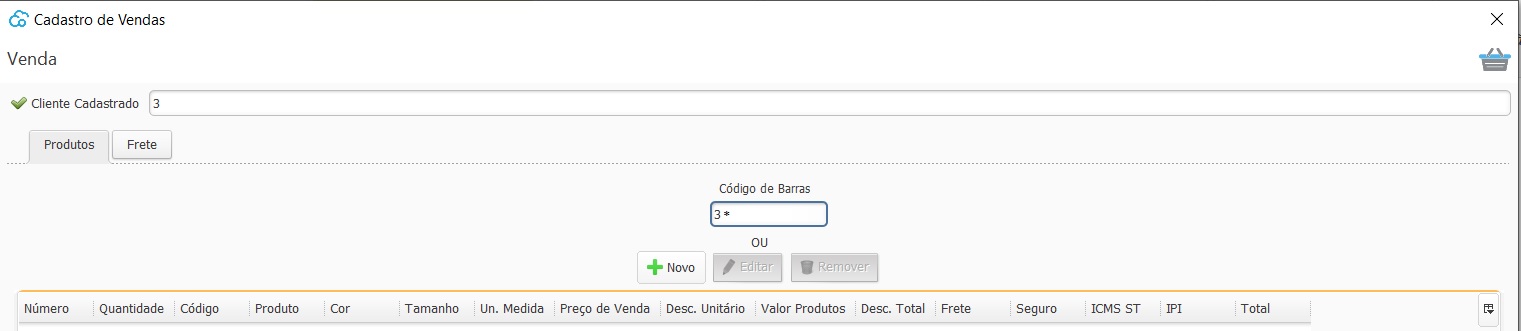 Cadastro de Vendas
Venda
Cliente Cadastrado 3
Produtos Frete
Código de Barras
3*
OU
Novo Editar Remover
Número Quantidade Código Produto Cor Tamanho Un. Medida Preço de Venda Desc. Unitário Valor Produtos Desc. Total Frete Seguro ICMS ST IPI Total